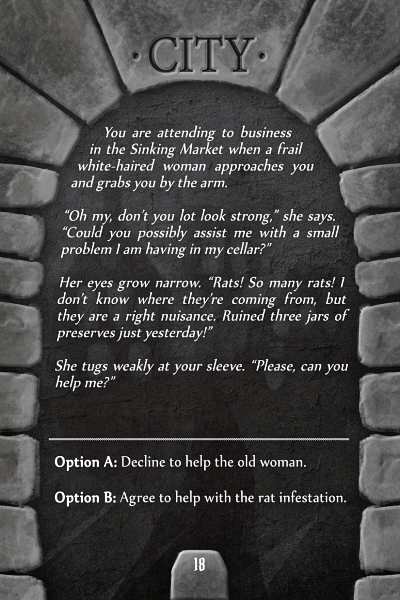 · CITY ·
You are attending to business
in the Sinking Market when a frail
white-haired woman approaches you
and grabs you by the arm.
“Oh my, don’t you lot look strong,” she says.
“Could you possibly assist me with a small
problem I am having in my cellar?”
Her eyes grow narrow. “Rats! So many rats! I
don’t know where they’re coming from, but
they are a right nuisance. Ruined three jars of
preserves just yesterday!”
She tugs weakly at your sleeve. “Please, can you
help me?”
Option A: Decline to help the old woman.
Option B: Agree to help with the rat infestation.
18